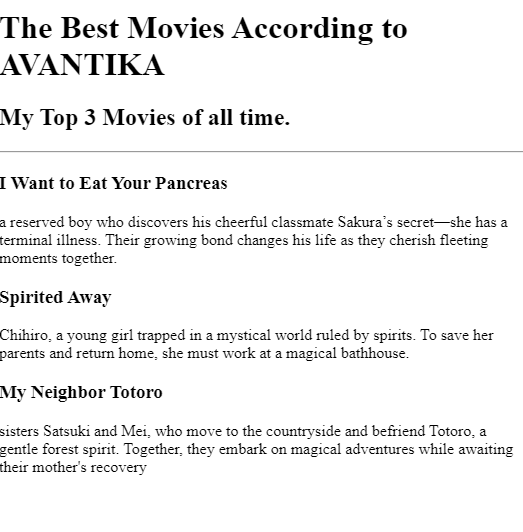 The Best Movies According to
AVANTIKA
My Top 3 Movies of all time.
I Want to Eat Your Pancreas
a reserved boy who discovers his cheerful classmate Sakura’s secret—she has a
terminal illness. Their growing bond changes his life as they cherish fleeting
moments together.
Spirited Away
Chihiro, a young girl trapped in a mystical world ruled by spirits. To save her
parents and return home, she must work at a magical bathhouse.
My Neighbor Totoro
sisters Satsuki and Mei, who move to the countryside and befriend Totoro, a
gentle forest spirit. Together, they embark on magical adventures while awaiting
their mother's recovery